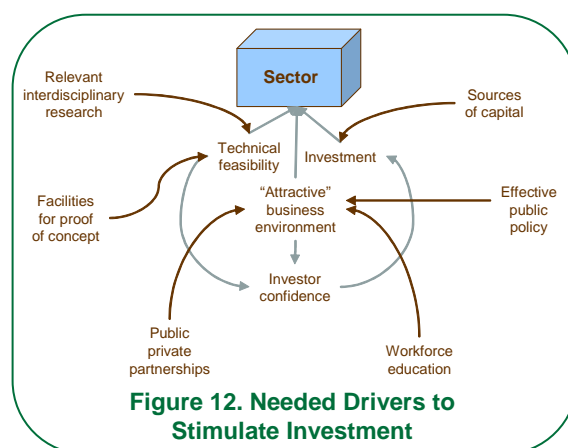 Sector
Relevant
interdisciplinary
research
Sources
of capital
Technical
feasibility
Investment
Facilities
for proof
of concept
“Attractive”
business
environment
Effective
public
policy
Investor
confidence
Public
private
partnerships
Workforce
education
Figure 12. Needed Drivers to
Stimulate Investment